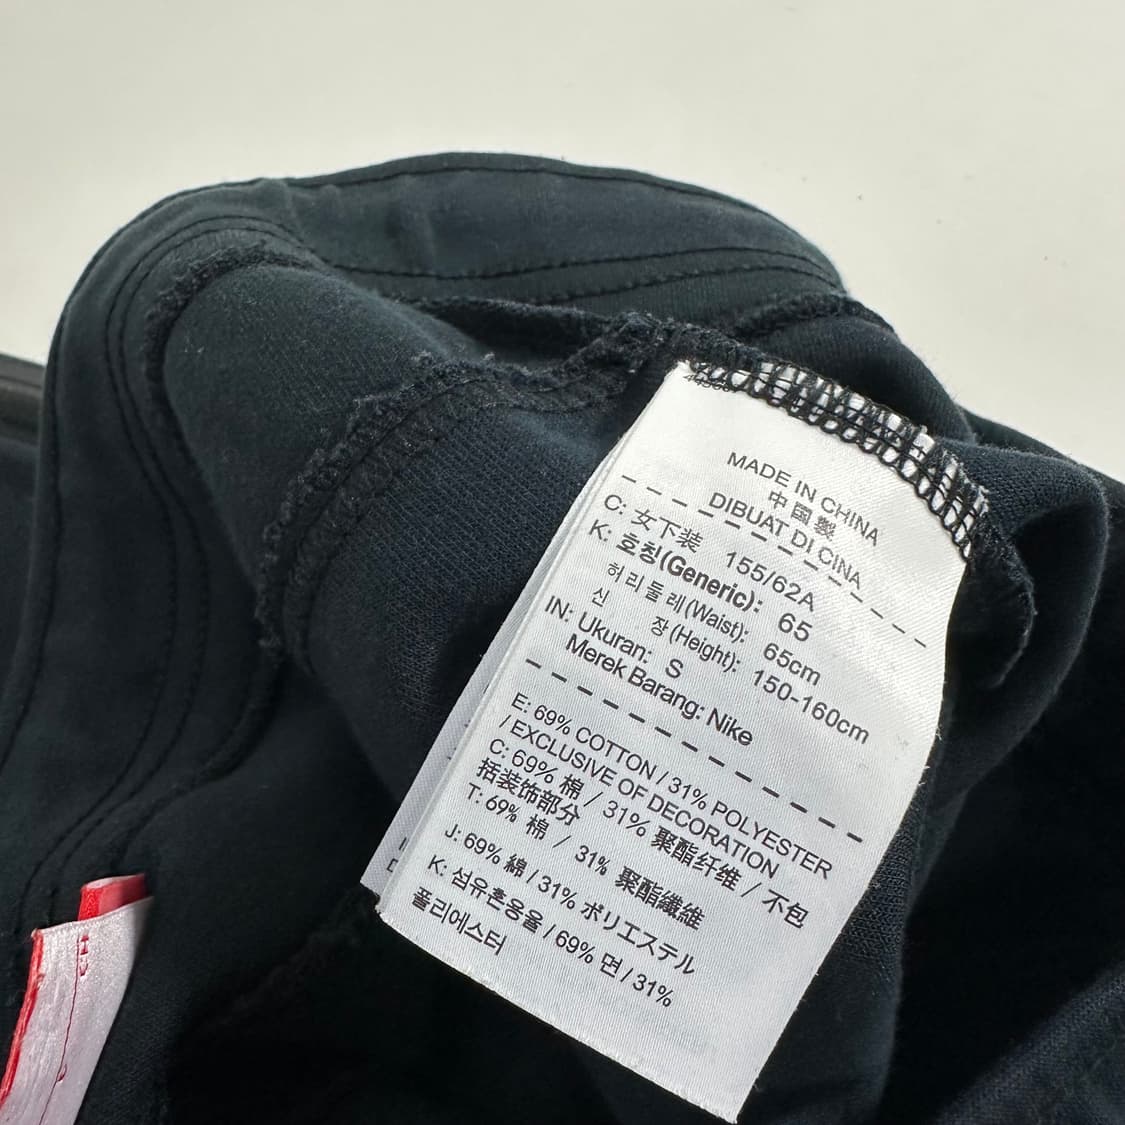 MADE IN CHINA
中國製
DIBUAT DI CINA
C: 女下装 155/62A
K: 호칭(Generic): 65
허리둘레(Waist): 65cm
신 장(Height): 150-160cm
IN: Ukuran: S
Merek Barang: Nike
E: 69% COTTON / 31% POLYESTER
/ EXCLUSIVE OF DECORATION
C: 69% 棉 / 31% 聚酯纤维 / 不包
括装饰部分
T: 69% 棉 / 31% 聚酯纖維
J: 69% 綿 / 31% ポリエステル
K: 섬유혼용율 / 69% 면 / 31%
폴리에스터